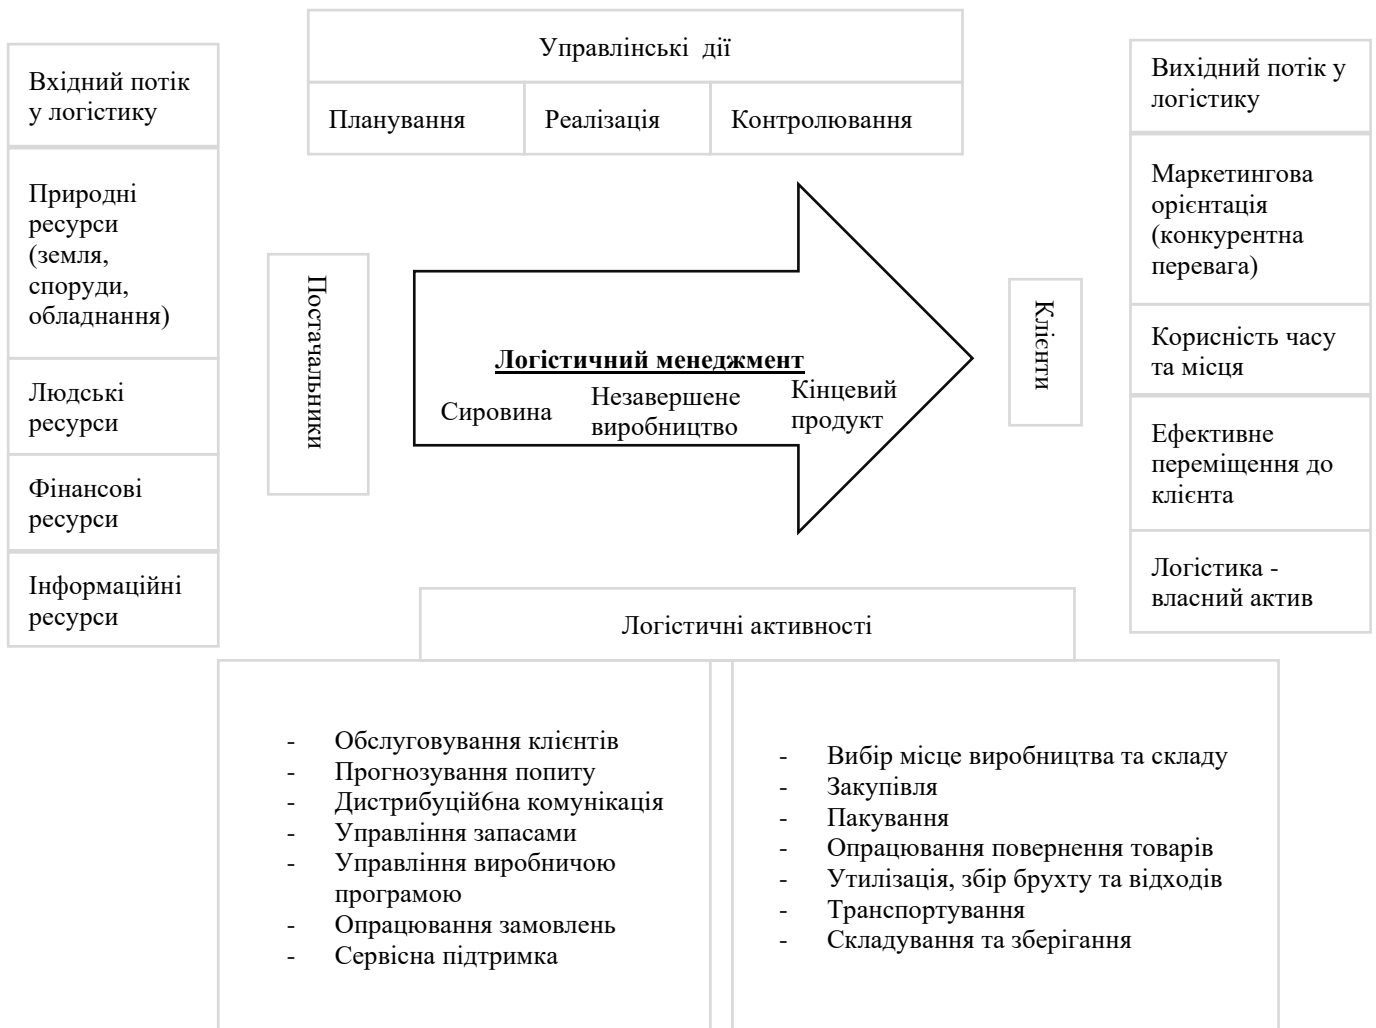 Управлінські дії
Планування
Реалізація
Контролювання
Вхідний потік
у логістику
Природні
ресурси
(земля,
споруди,
обладнання)
Людські
ресурси
Фінансові
ресурси
Інформаційні
ресурси
Постачальники
Логістичний менеджмент
Сировина
Незавершене
виробництво
Кінцевий
продукт
Клієнти
Вихідний потік у
логістику
Маркетингова
орієнтація
(конкурентна
перевага)
Корисність часу
та місця
Ефективне
переміщення до
клієнта
Логістика -
власний актив
Логістичні активності
- Обслуговування клієнтів
- Прогнозування попиту
- Дистрибуцій6на комунікація
- Управління запасами
- Управління виробничою
програмою
- Опрацювання замовлень
- Сервісна підтримка
- Вибір місце виробництва та складу
- Закупівля
- Пакування
- Опрацювання повернення товарів
- Утилізація, збір брухту та відходів
- Транспортування
- Складування та зберігання